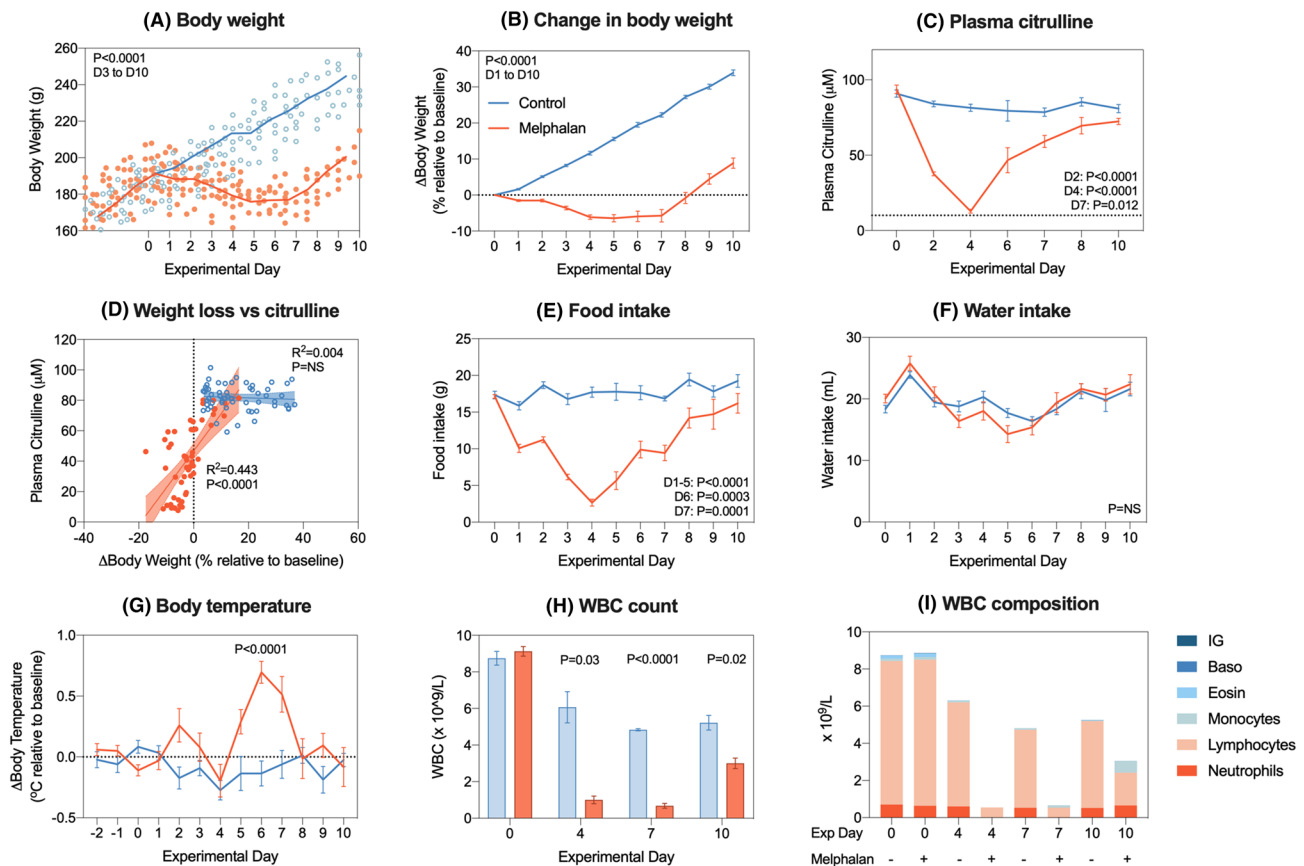 (A) Body weight
P<0.0001
D3 to D10
Body Weight (g)
260
240
220
200
180
160
0 1 2 3 4 5 6 7 8 9 10
Experimental Day
(B) Change in body weight
P<0.0001
D1 to D10
Control
Melphalan
ΔBody Weight
(% relative to baseline)
40
30
20
10
0
-10
0 1 2 3 4 5 6 7 8 9 10
Experimental Day
(C) Plasma citrulline
Plasma Citrulline (μM)
100
50
0
D2: P<0.0001
D4: P<0.0001
D7: P=0.012
0 2 4 6 7 8 10
Experimental Day
(D) Weight loss vs citrulline
Plasma Citrulline (μM)
120
100
80
60
40
20
0
R²=0.004
P=NS
R²=0.443
P<0.0001
-40 -20 0 20 40 60
ΔBody Weight (% relative to baseline)
(E) Food intake
Food intake (g)
25
20
15
10
5
0
D1-5: P<0.0001
D6: P=0.0003
D7: P=0.0001
0 1 2 3 4 5 6 7 8 9 10
Experimental Day
(F) Water intake
Water intake (mL)
30
20
10
0
P=NS
0 1 2 3 4 5 6 7 8 9 10
Experimental Day
(G) Body temperature
ΔBody Temperature
(ºC relative to baseline)
1.0
0.5
0.0
-0.5
P<0.0001
-2 -1 0 1 2 3 4 5 6 7 8 9 10
Experimental Day
(H) WBC count
WBC (x 10^9/L)
10
8
6
4
2
0
P=0.03 P<0.0001 P=0.02
0 4 7 10
Experimental Day
(I) WBC composition
x 10⁹/L
10
8
6
4
2
0
Exp Day 0 0 4 4 7 7 10 10
Melphalan - + - + - + - +
IG
Baso
Eosin
Monocytes
Lymphocytes
Neutrophils